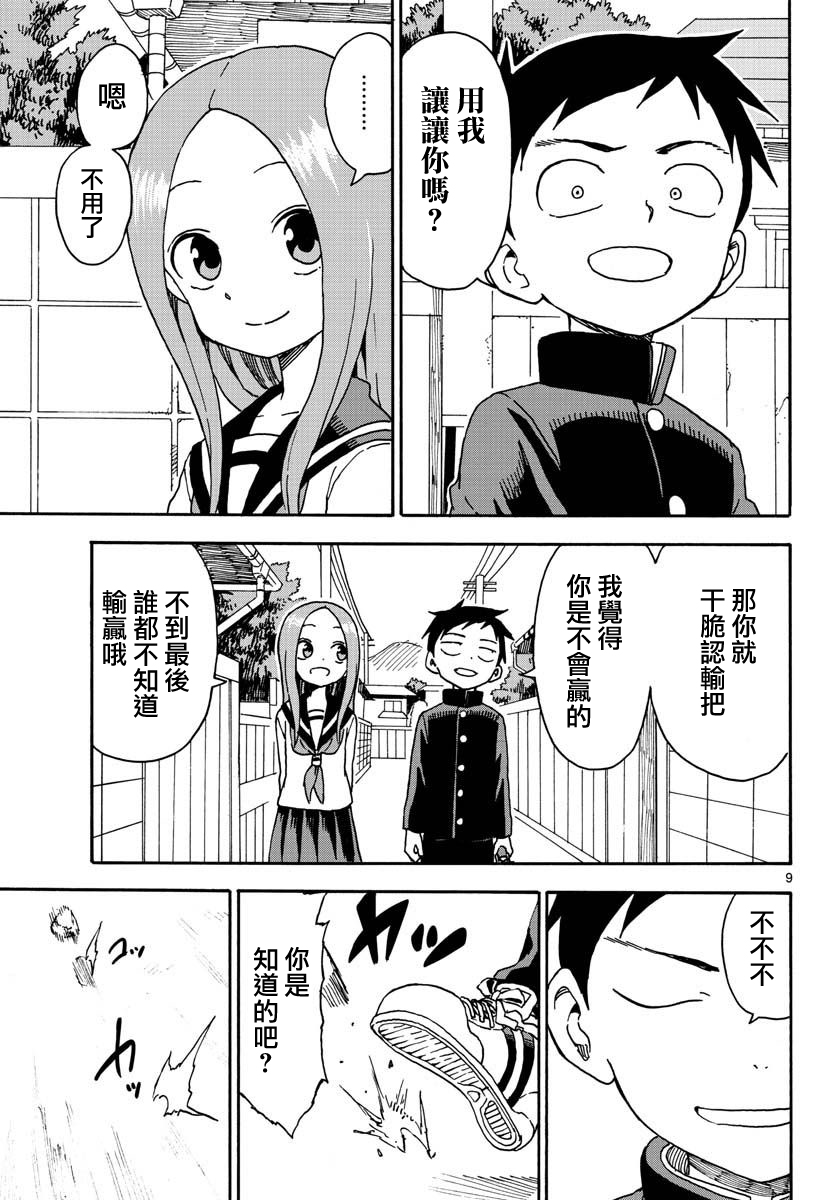 用我
讓讓你嗎？
………
嗯
不用了
那你就
干脆認輸把
我覺得
你是不會贏的
不到最後
誰都不知道
輸贏哦
9
不不不
你是
知道的吧？
カッ
コッ
カッ